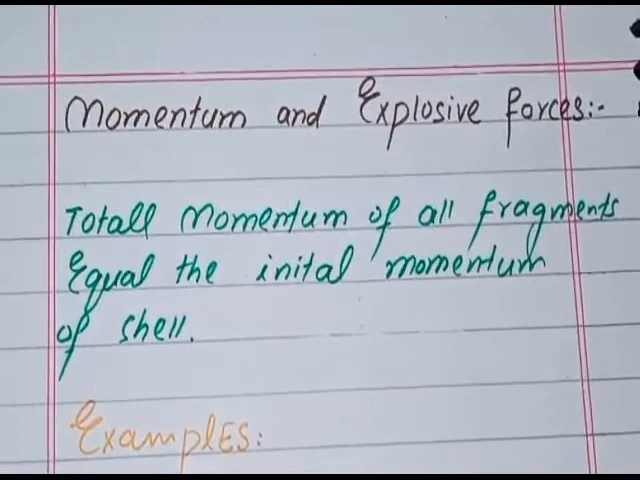 Momentum and Explosive forces:-
Totall momentum of all fragments
Equal the inital momentum
of shell.
ExamplES: